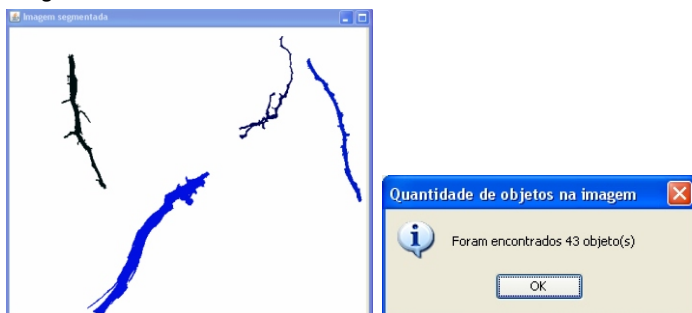 Imagem segmentada
Quantidade de objetos na imagem
Foram encontrados 43 objeto(s)
OK